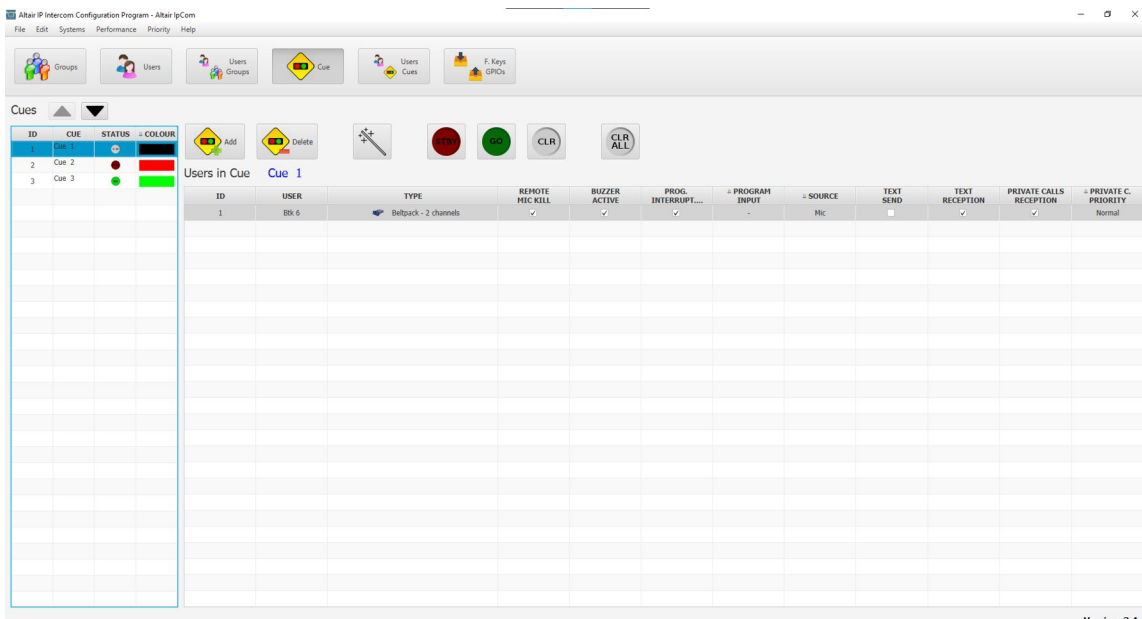 Altair IP Intercom Configuration Program - Altair IpCom
File Edit Systems Performance Priority Help
Groups
Users
Users
Groups
Cue
Users
Cues
F. Keys
GPIOs
Cues
ID CUE STATUS COLOUR
1 Cue 1
2 Cue 2
3 Cue 3
Add
Delete
STBY
GO
CLR
CLR
ALL
Users in Cue Cue 1
ID USER TYPE REMOTE MIC KILL BUZZER ACTIVE PROG. INTERRUPT.... PROGRAM INPUT SOURCE TEXT SEND TEXT RECEPTION PRIVATE CALLS RECEPTION PRIVATE C. PRIORITY
1 Btk 6 Beltpack - 2 channels - Mic Normal